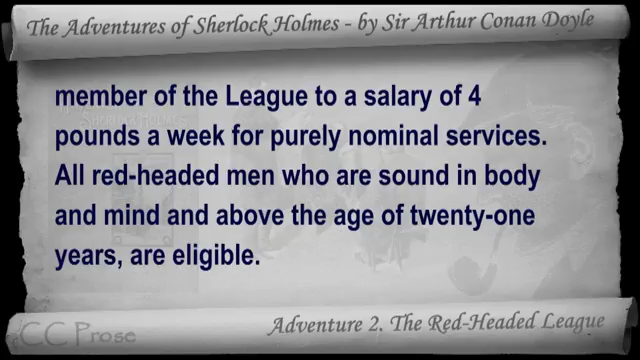 The Adventures of Sherlock Holmes - by Sir Arthur Conan Doyle
member of the League to a salary of 4
pounds a week for purely nominal services.
All red-headed men who are sound in body
and mind and above the age of twenty-one
years, are eligible.
CC Prose
Adventure 2. The Red-Headed League